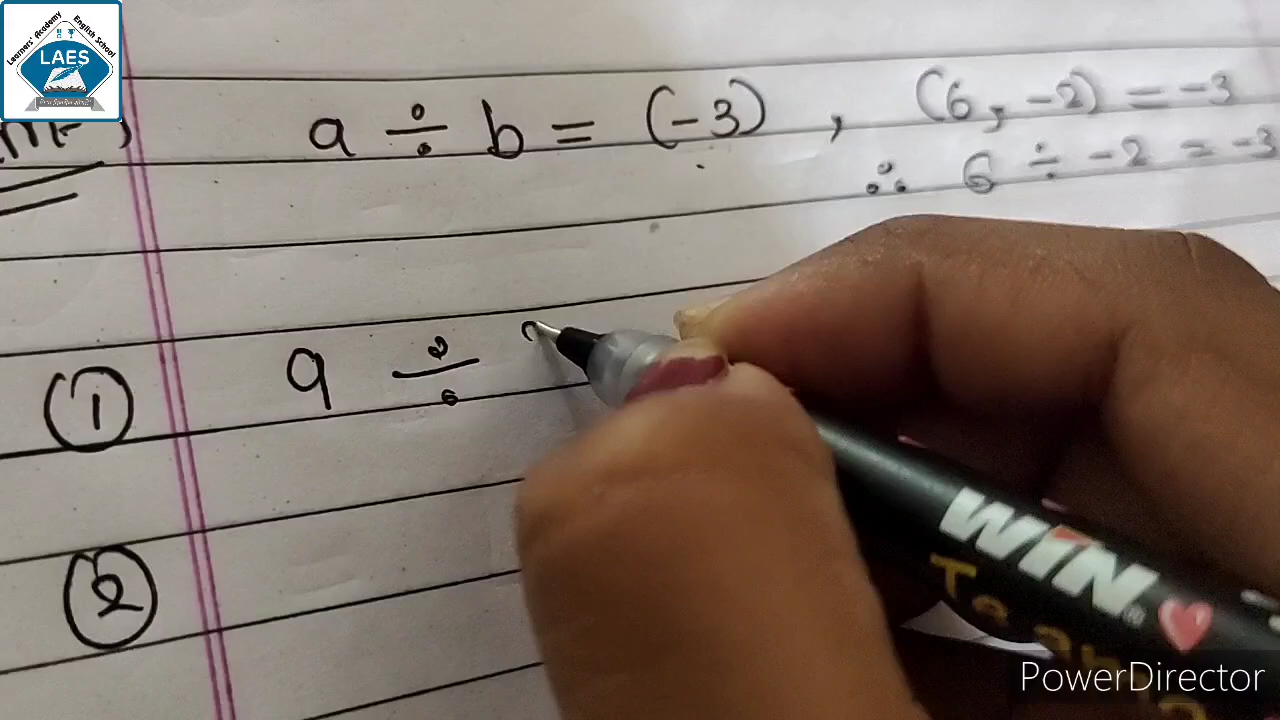 Learners' Academy English School
LAES
a ÷ b = (-3) , (6, -2) = -3
∴ 6 ÷ -2 = -3
① 9 ÷
②
WIN
PowerDirector